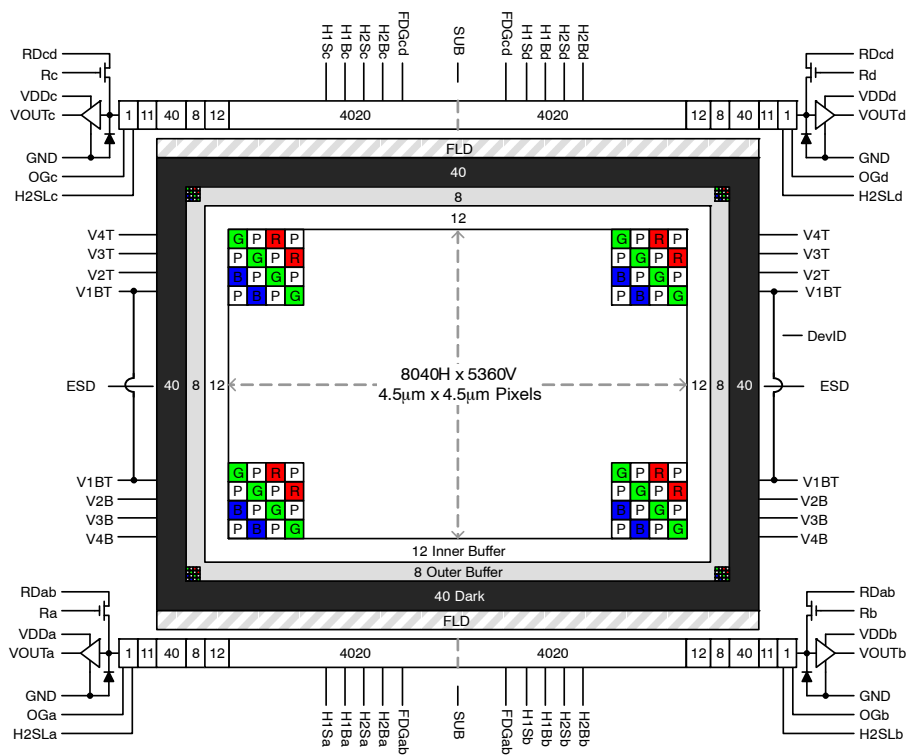 H1Sc H1Bc H2Sc H2Bc FDGcd SUB FDGcd H1Sd H1Bd H2Sd H2Bd
RDcd RDcd
Rc Rd
VDDc VDDd
VOUTc 1 11 40 8 12 4020 4020 12 8 40 11 1 VOUTd
GND FLD GND
OGc 40 OGd
H2SLc 8 H2SLd
12
V4T G P R P G P R P V4T
V3T P G P R P G P R V3T
V2T B P G P B P G P V2T
V1BT P B P G P B P G V1BT
DevID
8040H x 5360V
ESD 40 8 12 12 8 40 ESD
4.5µm x 4.5µm Pixels
G P R P G P R P
V1BT P G P R P G P R V1BT
V2B B P G P B P G P V2B
V3B P B P G P B P G V3B
V4B V4B
12 Inner Buffer
8 Outer Buffer
RDab 40 Dark RDab
Ra FLD Rb
VDDa VDDb
VOUTa 1 11 40 8 12 4020 4020 12 8 40 11 1 VOUTb
GND GND
OGa OGb
H2SLa H2SLb
H1Sa H1Ba H2Sa H2Ba FDGab SUB FDGab H1Sb H1Bb H2Sb H2Bb